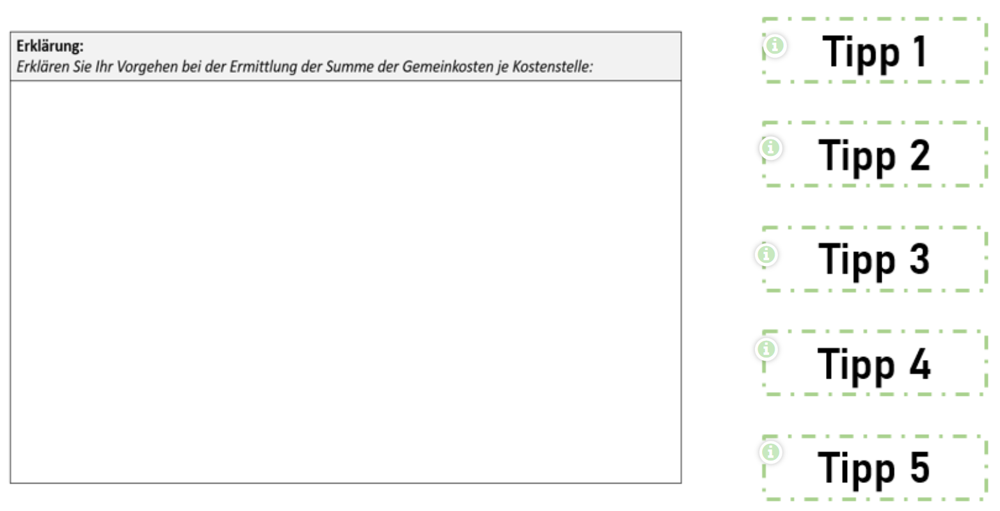 Erklärung:
Erklären Sie Ihr Vorgehen bei der Ermittlung der Summe der Gemeinkosten je Kostenstelle:
Tipp 1
Tipp 2
Tipp 3
Tipp 4
Tipp 5